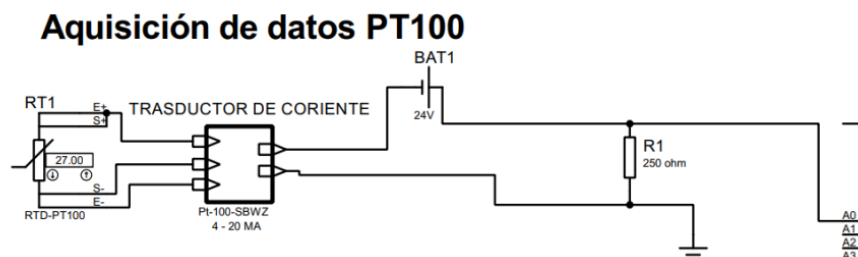 Aquisición de datos PT100
BAT1
24V
RT1
E+
S+
TRASDUCTOR DE CORIENTE
27.00
S-
E-
RTD-PT100
Pt-100-SBWZ
4 - 20 MA
R1
250 ohm
A0
A1
A2
A3